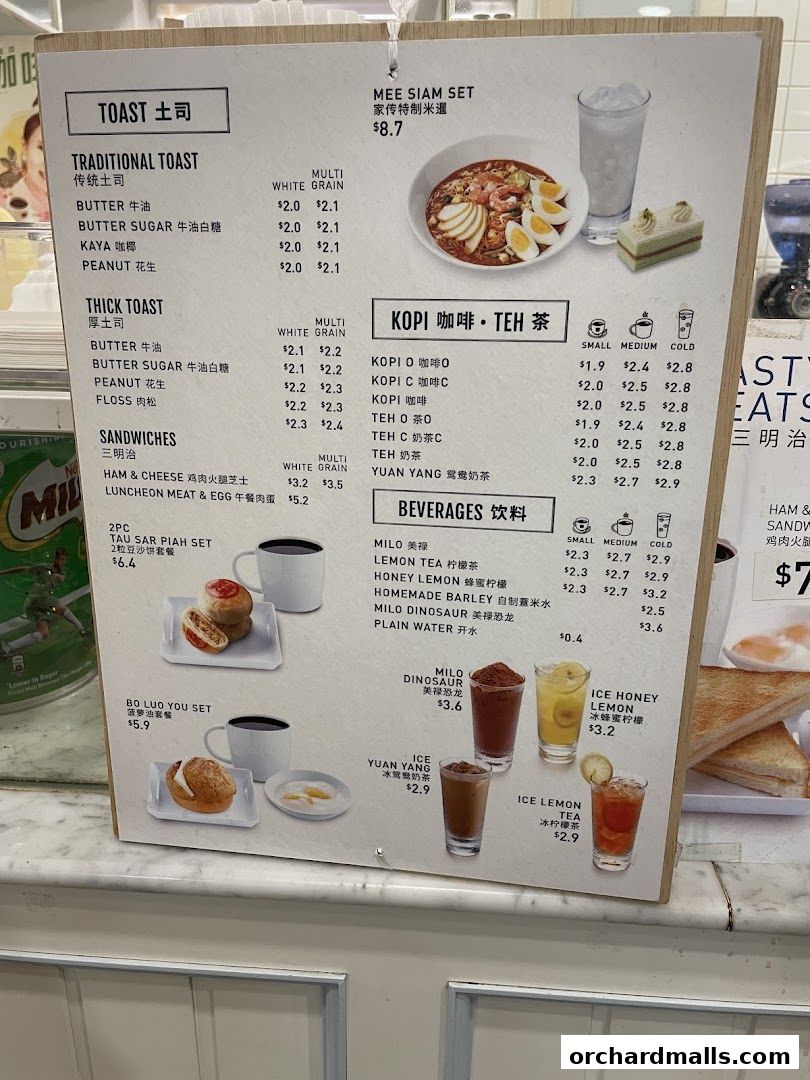 TOAST 土司
TRADITIONAL TOAST
传统土司
WHITE MULTI GRAIN
BUTTER 牛油 $2.0 $2.1
BUTTER SUGAR 牛油白糖 $2.0 $2.1
KAYA 咖椰 $2.0 $2.1
PEANUT 花生 $2.0 $2.1
THICK TOAST
厚土司
WHITE MULTI GRAIN
BUTTER 牛油 $2.1 $2.2
BUTTER SUGAR 牛油白糖 $2.1 $2.2
PEANUT 花生 $2.2 $2.3
FLOSS 肉松 $2.2 $2.3
$2.3 $2.4
SANDWICHES
三明治
WHITE MULTI GRAIN
HAM & CHEESE 鸡肉火腿芝士 $3.2 $3.5
LUNCHEON MEAT & EGG 午餐肉蛋 $5.2
2PC
TAU SAR PIAH SET
2粒豆沙饼套餐
$6.4
BO LUO YOU SET
菠萝油套餐
$5.9
MEE SIAM SET
家传特制米暹
$8.7
KOPI 咖啡 • TEH 茶
SMALL MEDIUM COLD
KOPI O 咖啡O $1.9 $2.4 $2.8
KOPI C 咖啡C $2.0 $2.5 $2.8
KOPI 咖啡 $2.0 $2.5 $2.8
TEH O 茶O $1.9 $2.4 $2.8
TEH C 奶茶C $2.0 $2.5 $2.8
TEH 奶茶 $2.0 $2.5 $2.8
YUAN YANG 鸳鸯奶茶 $2.3 $2.7 $2.9
BEVERAGES 饮料
SMALL MEDIUM COLD
MILO 美禄 $2.3 $2.7 $2.9
LEMON TEA 柠檬茶 $2.3 $2.7 $2.9
HONEY LEMON 蜂蜜柠檬 $2.3 $2.7 $3.2
HOMEMADE BARLEY 自制薏米水 $2.5
MILO DINOSAUR 美禄恐龙 $3.6
PLAIN WATER 开水 $0.4
MILO
DINOSAUR
美禄恐龙
$3.6
ICE HONEY
LEMON
冰蜂蜜柠檬
$3.2
ICE
YUAN YANG
冰鸳鸯奶茶
$2.9
ICE LEMON
TEA
冰柠檬茶
$2.9
三明治
HAM &
鸡肉火腿
$7
orchardmalls.com